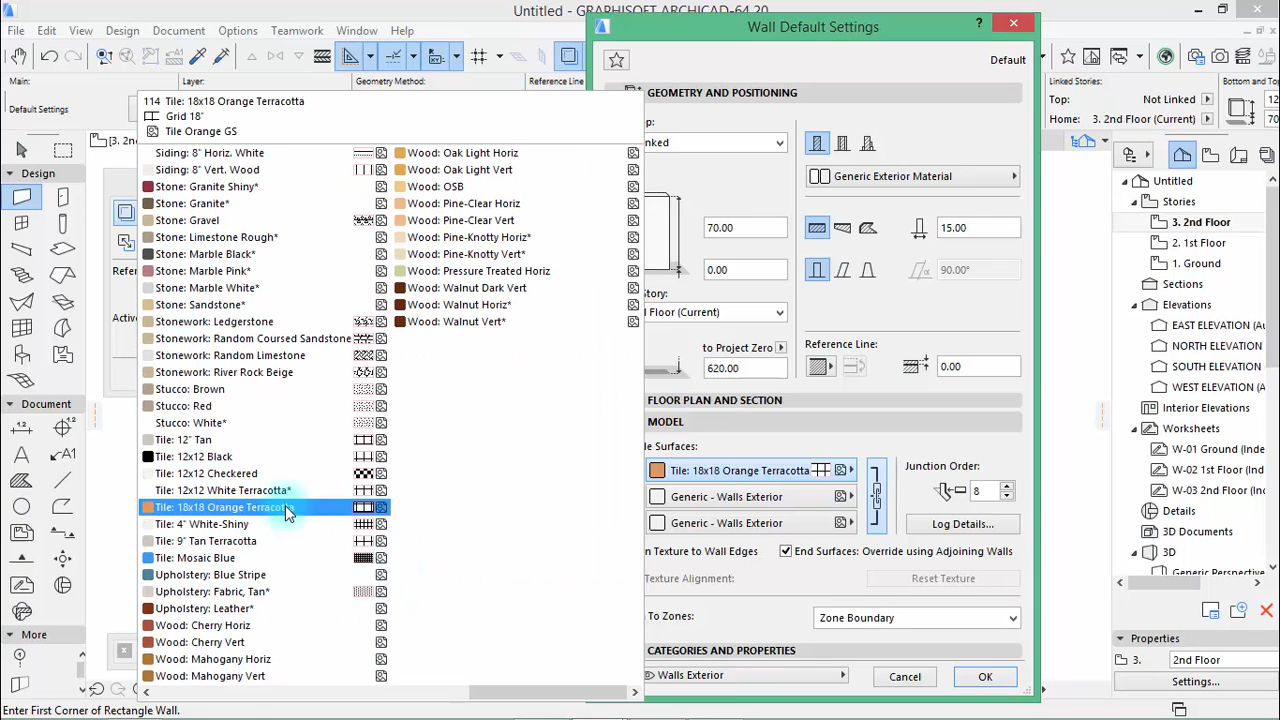 Untitled - GRAPHISOFT ARCHICAD-64 20
File Edit View Design Document Options Teamwork Window Help
Main:
Layer:
Geometry Method:
Reference Line:
Linked Stories:
Bottom and Top
Default Settings
Top: Not Linked
Home: 3. 2nd Floor (Current)
Wall Default Settings
?
Default
GEOMETRY AND POSITIONING
Generic Exterior Material
70.00
15.00
0.00
90.00°
Story:
Floor (Current)
to Project Zero
Reference Line:
620.00
0.00
FLOOR PLAN AND SECTION
MODEL
Surfaces:
Tile: 18x18 Orange Terracotta
Generic - Walls Exterior
Generic - Walls Exterior
Junction Order:
8
Log Details...
Texture to Wall Edges
End Surfaces: Override using Adjoining Walls
Texture Alignment:
Reset Texture
To Zones:
Zone Boundary
CATEGORIES AND PROPERTIES
Walls Exterior
Cancel
OK
114 Tile: 18x18 Orange Terracotta
Grid 18"
Tile Orange GS
Siding: 8" Horiz. White
Siding: 8" Vert. Wood
Stone: Granite Shiny*
Stone: Granite*
Stone: Gravel
Stone: Limestone Rough*
Stone: Marble Black*
Stone: Marble Pink*
Stone: Marble White*
Stone: Sandstone*
Stonework: Ledgerstone
Stonework: Random Coursed Sandstone
Stonework: Random Limestone
Stonework: River Rock Beige
Stucco: Brown
Stucco: Red
Stucco: White*
Tile: 12" Tan
Tile: 12x12 Black
Tile: 12x12 Checkered
Tile: 12x12 White Terracotta*
Tile: 18x18 Orange Terracotta
Tile: 4" White-Shiny
Tile: 9" Tan Terracotta
Tile: Mosaic Blue
Upholstery: Blue Stripe
Upholstery: Fabric, Tan*
Upholstery: Leather*
Wood: Cherry Horiz
Wood: Cherry Vert
Wood: Mahogany Horiz
Wood: Mahogany Vert
Wood: Oak Light Horiz
Wood: Oak Light Vert
Wood: OSB
Wood: Pine-Clear Horiz
Wood: Pine-Clear Vert
Wood: Pine-Knotty Horiz*
Wood: Pine-Knotty Vert*
Wood: Pressure Treated Horiz
Wood: Walnut Dark Vert
Wood: Walnut Horiz*
Wood: Walnut Vert*
Design
Document
More
Untitled
Stories
3. 2nd Floor
2. 1st Floor
1. Ground
Sections
Elevations
EAST ELEVATION
NORTH ELEVATION
SOUTH ELEVATION
WEST ELEVATION
Interior Elevations
Worksheets
W-01 Ground (Inde
W-02 1st Floor (Ind
W-03 2nd Floor (Ind
Details
3D Documents
3D
Generic Perspective
Properties
3. 2nd Floor
Settings...
Enter First Corner of Rectangle Wall.